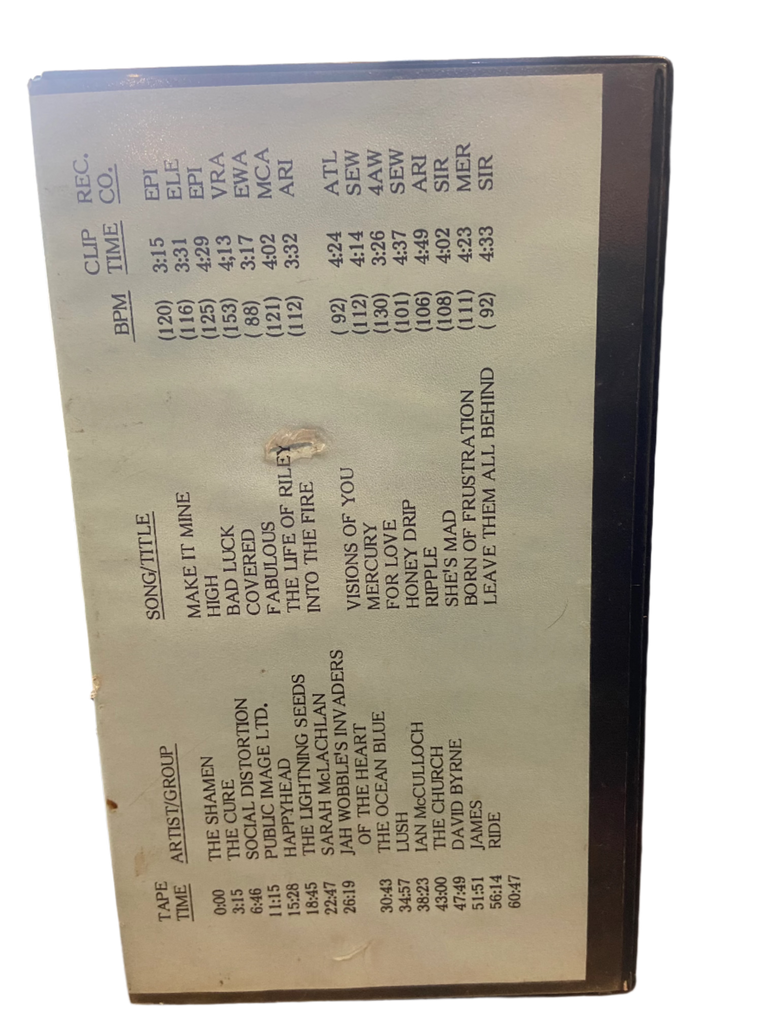 TAPE TIME ARTIST/GROUP SONG/TITLE BPM CLIP TIME REC. CO.
0:00 THE SHAMEN MAKE IT MINE (120) 3:15 EPI
3:15 THE CURE HIGH (116) 3:31 ELE
6:46 SOCIAL DISTORTION BAD LUCK (125) 4:29 EPI
11:15 PUBLIC IMAGE LTD. COVERED (153) 4;13 VRA
15:28 HAPPYHEAD FABULOUS ( 88) 3:17 EWA
18:45 THE LIGHTNING SEEDS THE LIFE OF RILEY (121) 4:02 MCA
22:47 SARAH McLACHLAN INTO THE FIRE (112) 3:32 ARI
26:19 JAH WOBBLE'S INVADERS
OF THE HEART VISIONS OF YOU ( 92) 4:24 ATL
30:43 THE OCEAN BLUE MERCURY (112) 4:14 SEW
34:57 LUSH FOR LOVE (130) 3:26 4AW
38:23 IAN McCULLOCH HONEY DRIP (101) 4:37 SEW
43:00 THE CHURCH RIPPLE (106) 4:49 ARI
47:49 DAVID BYRNE SHE'S MAD (108) 4:02 SIR
51:51 JAMES BORN OF FRUSTRATION (111) 4:23 MER
56:14 RIDE LEAVE THEM ALL BEHIND ( 92) 4:33 SIR
60:47